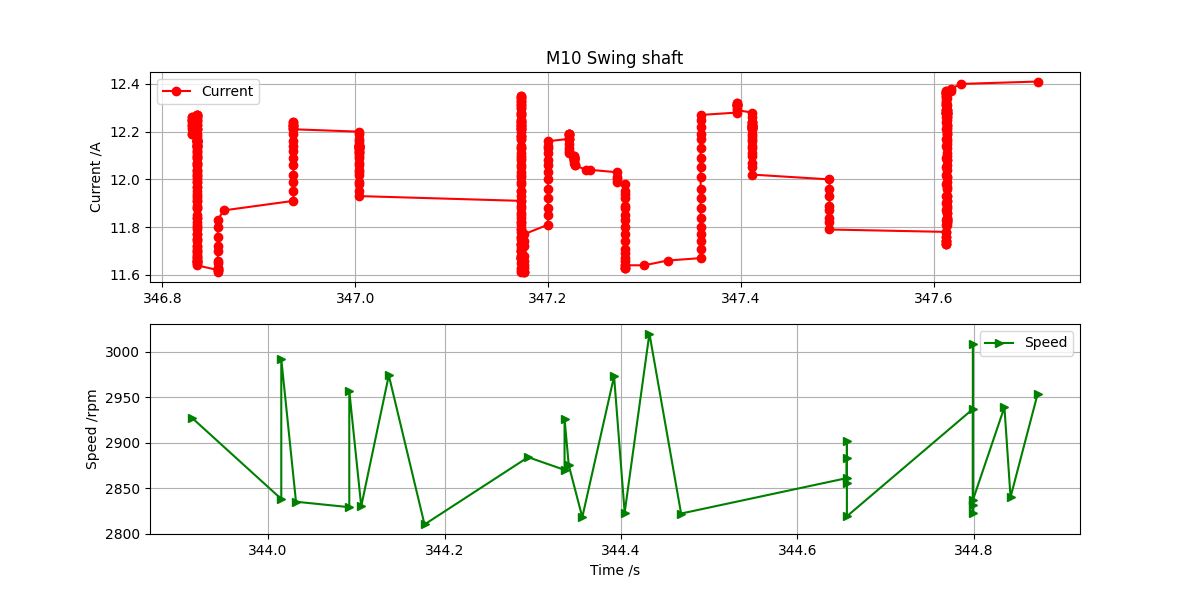 M10 Swing shaft
12.4
12.2
12.0
11.8
11.6
Current /A
Current
346.8 347.0 347.2 347.4 347.6
3000
2950
2900
2850
2800
Speed /rpm
Speed
344.0 344.2 344.4 344.6 344.8
Time /s